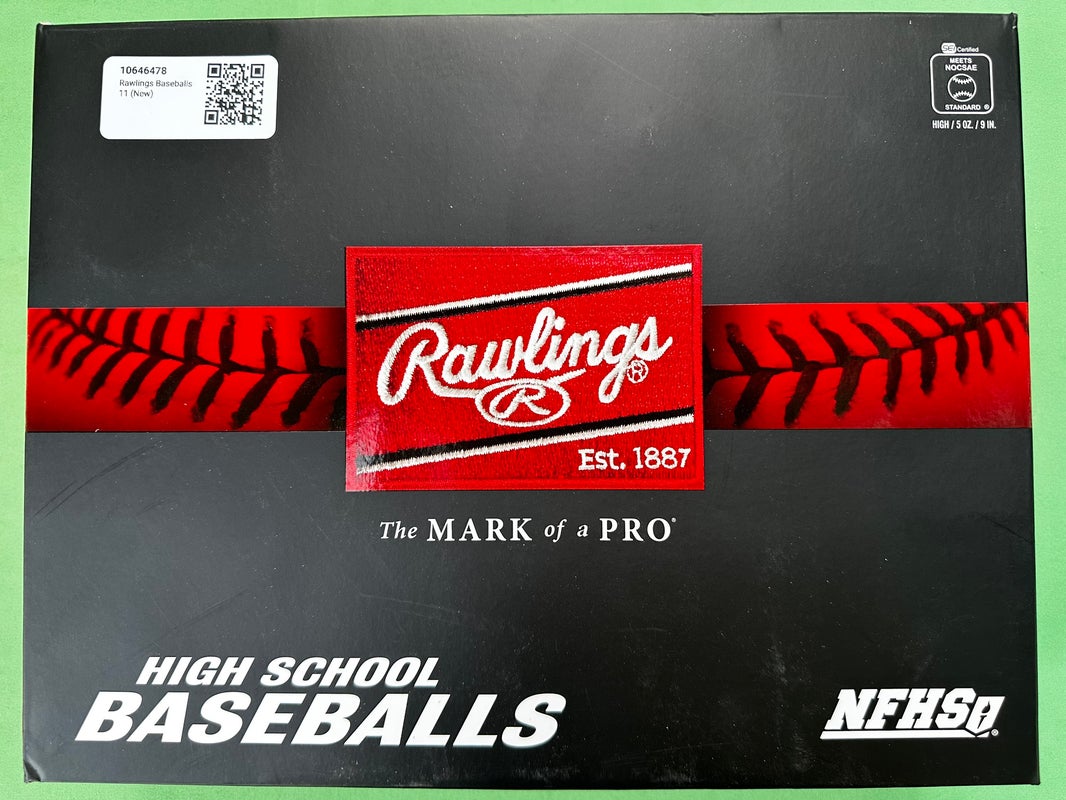 10646478
Rawlings Baseballs
11 (New)
SEI Certified
MEETS
NOCSAE
STANDARD ®
HIGH / 5 OZ. / 9 IN.
Rawlings®
R
Est. 1887
The MARK of a PRO®
HIGH SCHOOL
BASEBALLS
NFHS®